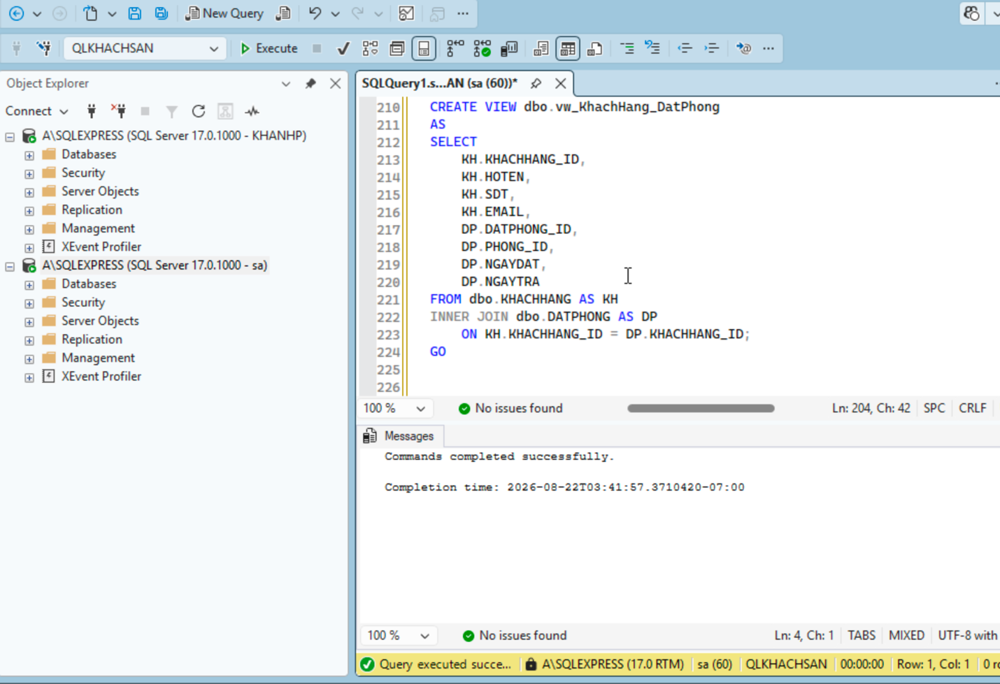 New Query
QLKHACHSAN
Execute
Object Explorer
Connect
A\SQLEXPRESS (SQL Server 17.0.1000 - KHANHP)
Databases
Security
Server Objects
Replication
Management
XEvent Profiler
A\SQLEXPRESS (SQL Server 17.0.1000 - sa)
Databases
Security
Server Objects
Replication
Management
XEvent Profiler
SQLQuery1.s...AN (sa (60))*
210 CREATE VIEW dbo.vw_KhachHang_DatPhong
211 AS
212 SELECT
213 KH.KHACHHANG_ID,
214 KH.HOTEN,
215 KH.SDT,
216 KH.EMAIL,
217 DP.DATPHONG_ID,
218 DP.PHONG_ID,
219 DP.NGAYDAT,
220 DP.NGAYTRA
221 FROM dbo.KHACHHANG AS KH
222 INNER JOIN dbo.DATPHONG AS DP
223 ON KH.KHACHHANG_ID = DP.KHACHHANG_ID;
224 GO
225
226
100 % No issues found Ln: 204, Ch: 42 SPC CRLF
Messages
Commands completed successfully.
Completion time: 2026-08-22T03:41:57.3710420-07:00
100 % No issues found Ln: 4, Ch: 1 TABS MIXED UTF-8 with
Query executed succe... A\SQLEXPRESS (17.0 RTM) sa (60) QLKHACHSAN 00:00:00 Row: 1, Col: 1 0 ro